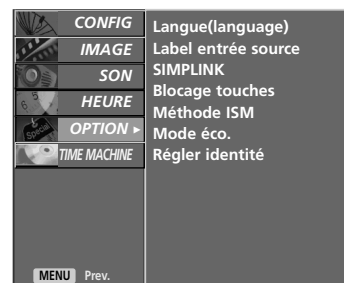 CONFIG
IMAGE
SON
HEURE
OPTION ►
TIME MACHINE
Langue(language)
Label entrée source
SIMPLINK
Blocage touches
Méthode ISM
Mode éco.
Régler identité
MENU Prev.